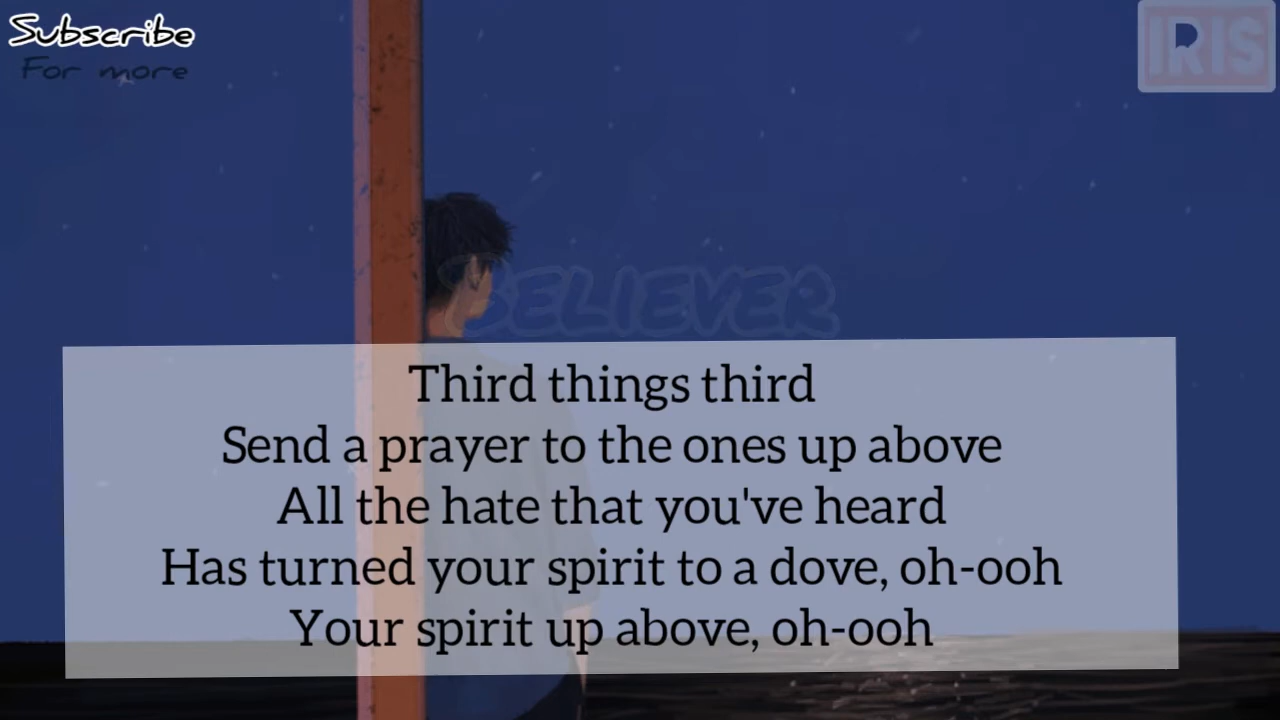 Subscribe
For more
IRIS
BELIEVER
Third things third
Send a prayer to the ones up above
All the hate that you've heard
Has turned your spirit to a dove, oh-ooh
Your spirit up above, oh-ooh